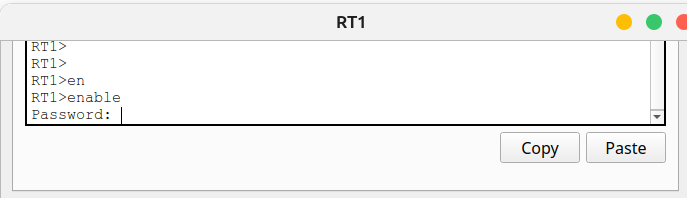 RT1
RT1>
RT1>
RT1>en
RT1>enable
Password:
Copy
Paste